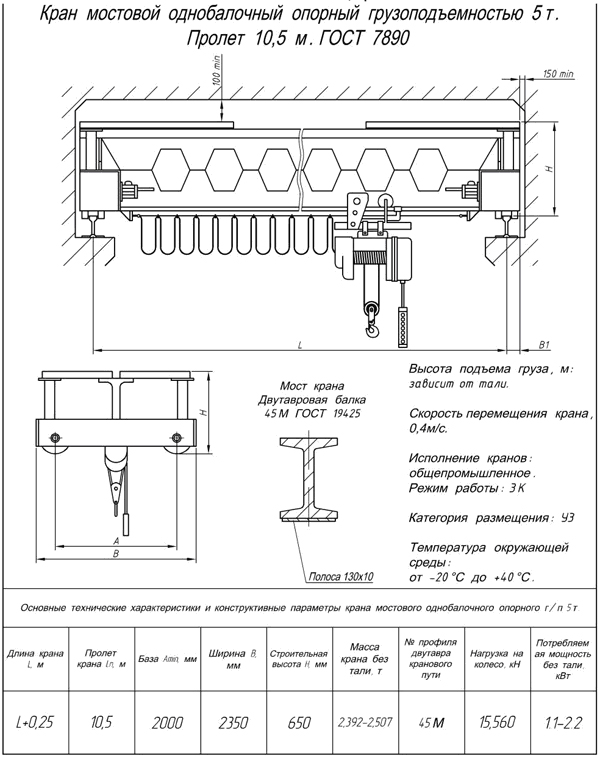 Кран мостовой однобалочный опорный грузоподъемностью 5т.
Пролет 10,5 м. ГОСТ 7890
100 min
150 min
H
L
B1
H
A
B
Мост крана
Двутавровая балка
45М ГОСТ 19425
Полоса 130x10
Высота подъема груза, м:
зависит от тали.
Скорость перемещения крана,
0,4м/с.
Исполнение кранов:
общепромышленное.
Режим работы: 3К
Категория размещения: У3
Температура окружающей
среды:
от -20°С до +40°С.
Основные технические характеристики и конструктивные параметры крана мостового однобалочного опорного г/п 5т
Длина крана
L, м
Пролет
крана Lп, м
База Amin, мм
Ширина B,
мм
Строительная
высота H, мм
Масса
крана без
тали, т
№ профиля
двутавра
кранового
пути
Нагрузка на
колесо, кН
Потребляем
ая мощность
без тали,
кВт
L+0,25
10,5
2000
2350
650
2,392-2,507
45М
15,560
1.1-2.2